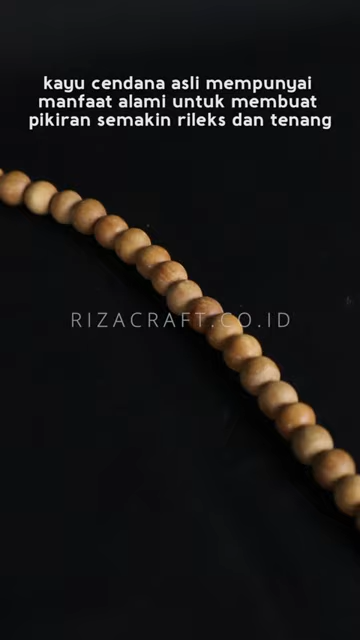 kayu cendana asli mempunyai
manfaat alami untuk membuat
pikiran semakin rileks dan tenang
RIZACRAFT.CO.ID